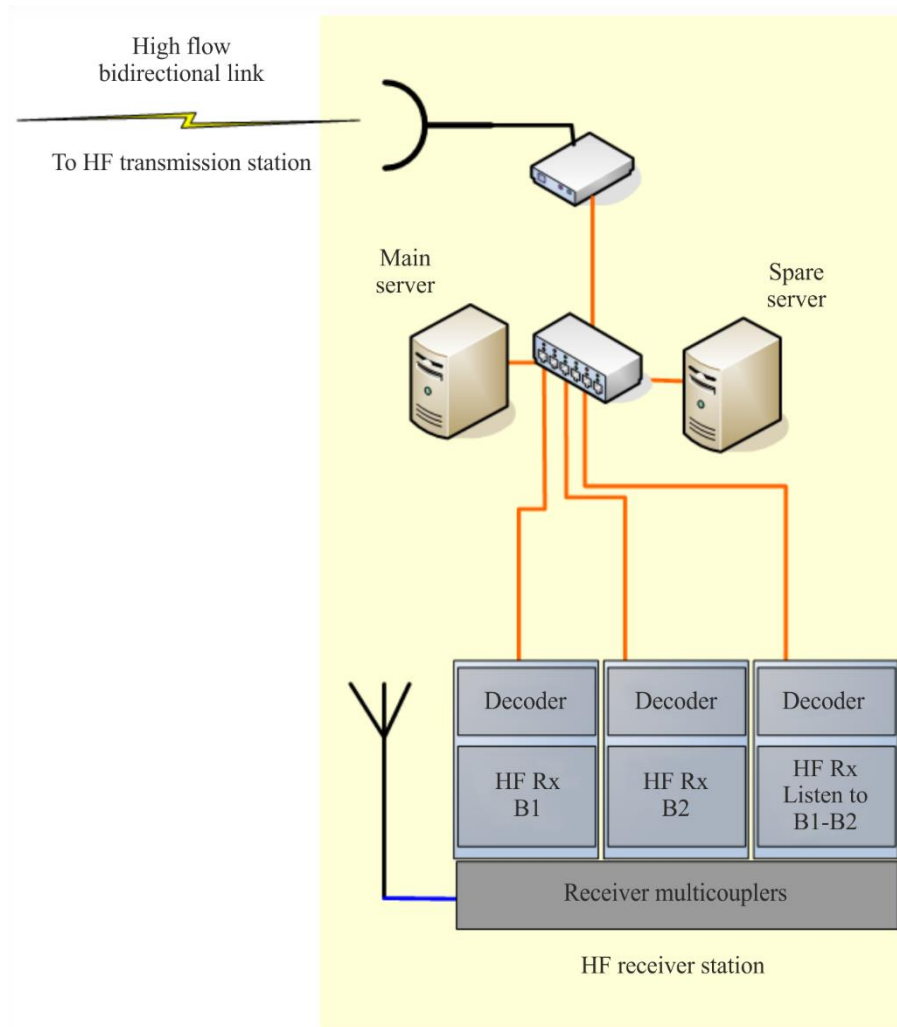 High flow
bidirectional link
To HF transmission station
Main
server
Spare
server
Decoder
Decoder
Decoder
HF Rx
B1
HF Rx
B2
HF Rx
Listen to
B1-B2
Receiver multicouplers
HF receiver station